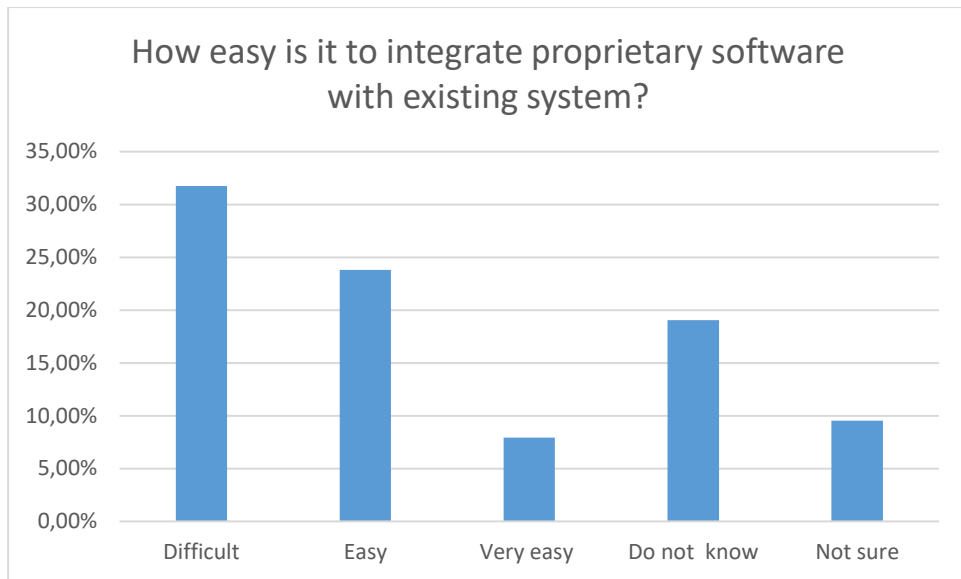 How easy is it to integrate proprietary software
with existing system?
35,00%
30,00%
25,00%
20,00%
15,00%
10,00%
5,00%
0,00%
Difficult
Easy
Very easy
Do not  know
Not sure